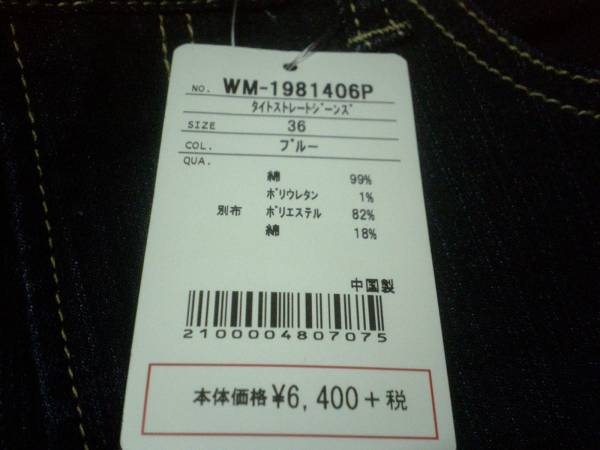 NO. WM-1981406P
ﾀｲﾄｽﾄﾚｰﾄｼﾞｰﾝｽﾞ
SIZE 36
COL. ブルー
QUA.
綿 99%
ﾎﾟﾘｳﾚﾀﾝ 1%
別布 ﾎﾟﾘｴｽﾃﾙ 82%
綿 18%
中国製
2100004807075
本体価格¥6,400+税